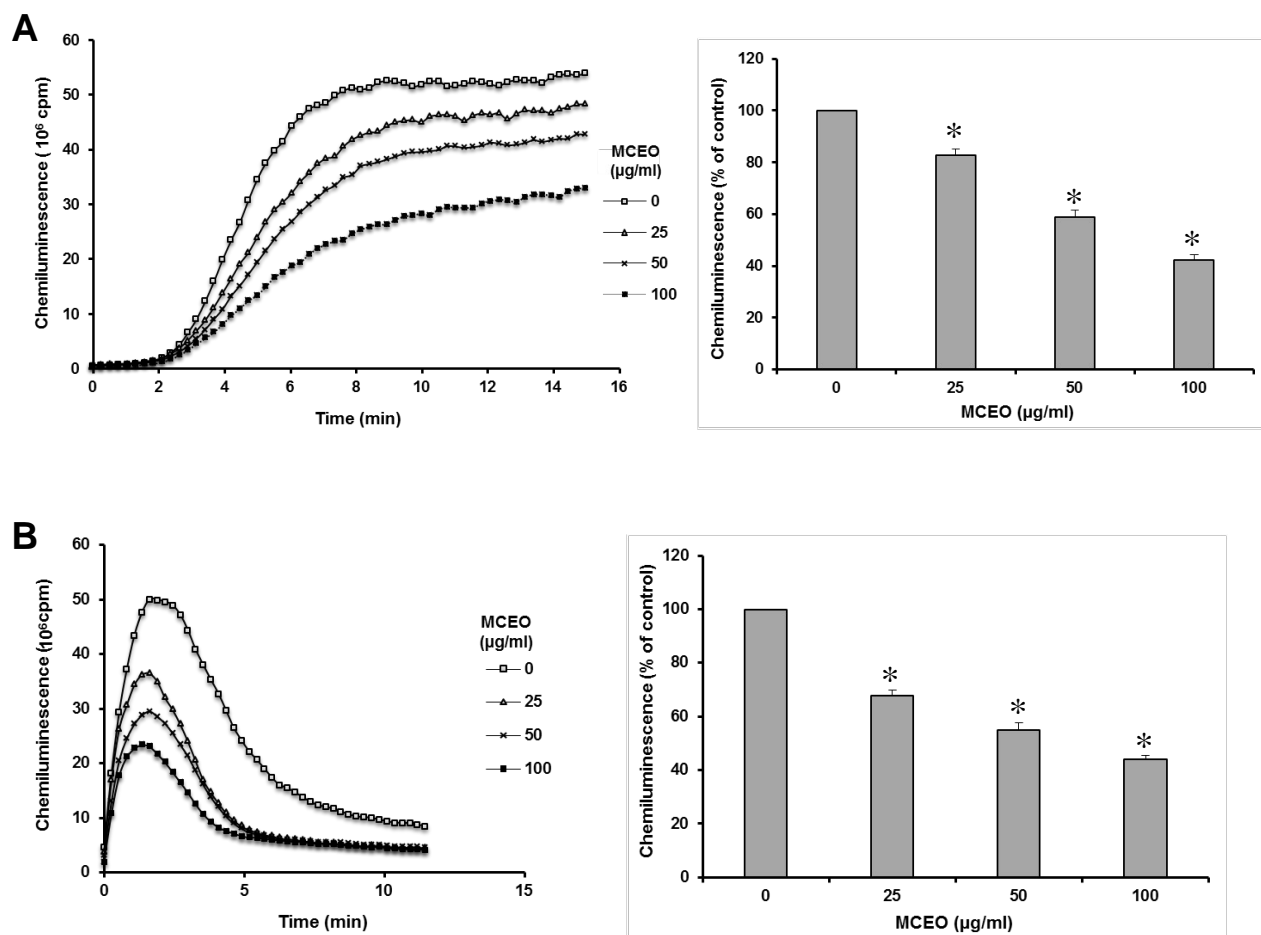 A
60
50
40
30
20
10
0
0 2 4 6 8 10 12 14 16
Chemiluminescence (10⁶ cpm)
Time (min)
MCEO
(µg/ml)
0
25
50
100
120
100
80
60
40
20
0
0 25 50 100
Chemiluminescence (% of control)
MCEO (µg/ml)
* * *
B
60
50
40
30
20
10
0
0 5 10 15
Chemiluminescence (10⁶cpm)
Time (min)
MCEO
(µg/ml)
0
25
50
100
120
100
80
60
40
20
0
0 25 50 100
Chemiluminescence (% of control)
MCEO (µg/ml)
* * *